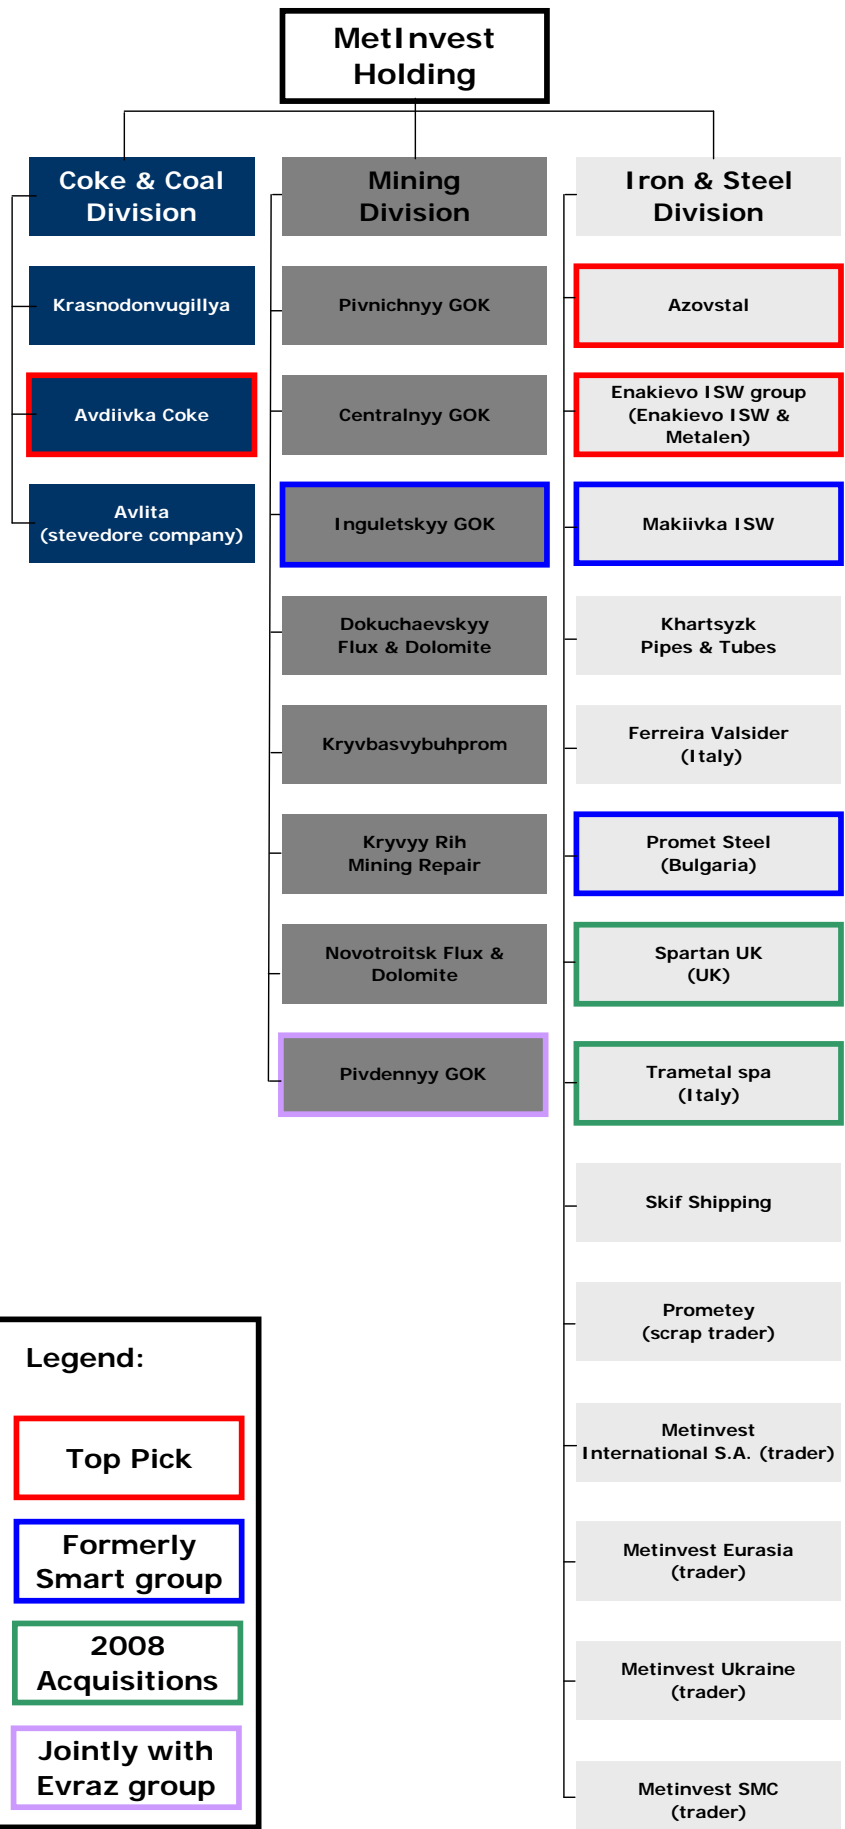 MetInvest
Holding
Coke & Coal
Division
Krasnodonvugillya
Avdiivka Coke
Avlita
(stevedore company)
Mining
Division
Pivnichnyy GOK
Centralnyy GOK
Inguletskyy GOK
Dokuchaevskyy
Flux & Dolomite
Kryvbasvybuhprom
Kryvyy Rih
Mining Repair
Novotroitsk Flux &
Dolomite
Pivdennyy GOK
Iron & Steel
Division
Azovstal
Enakievo ISW group
(Enakievo ISW &
Metalen)
Makiivka ISW
Khartsyzk
Pipes & Tubes
Ferreira Valsider
(Italy)
Promet Steel
(Bulgaria)
Spartan UK
(UK)
Trametal spa
(Italy)
Skif Shipping
Prometey
(scrap trader)
Metinvest
International S.A. (trader)
Metinvest Eurasia
(trader)
Metinvest Ukraine
(trader)
Metinvest SMC
(trader)
Legend:
Top Pick
Formerly
Smart group
2008
Acquisitions
Jointly with
Evraz group